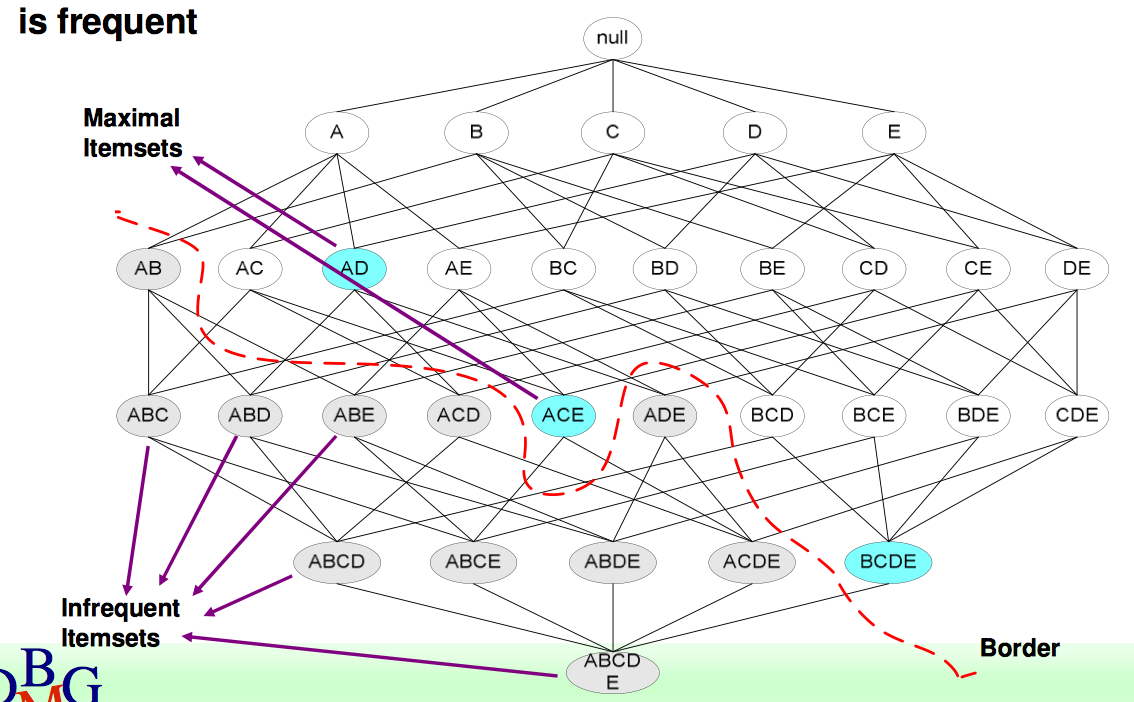 is frequent
null
Maximal
Itemsets
A B C D E
AB AC AD AE BC BD BE CD CE DE
ABC ABD ABE ACD ACE ADE BCD BCE BDE CDE
ABCD ABCE ABDE ACDE BCDE
Infrequent
Itemsets
Border
ABCD
E
DBMG